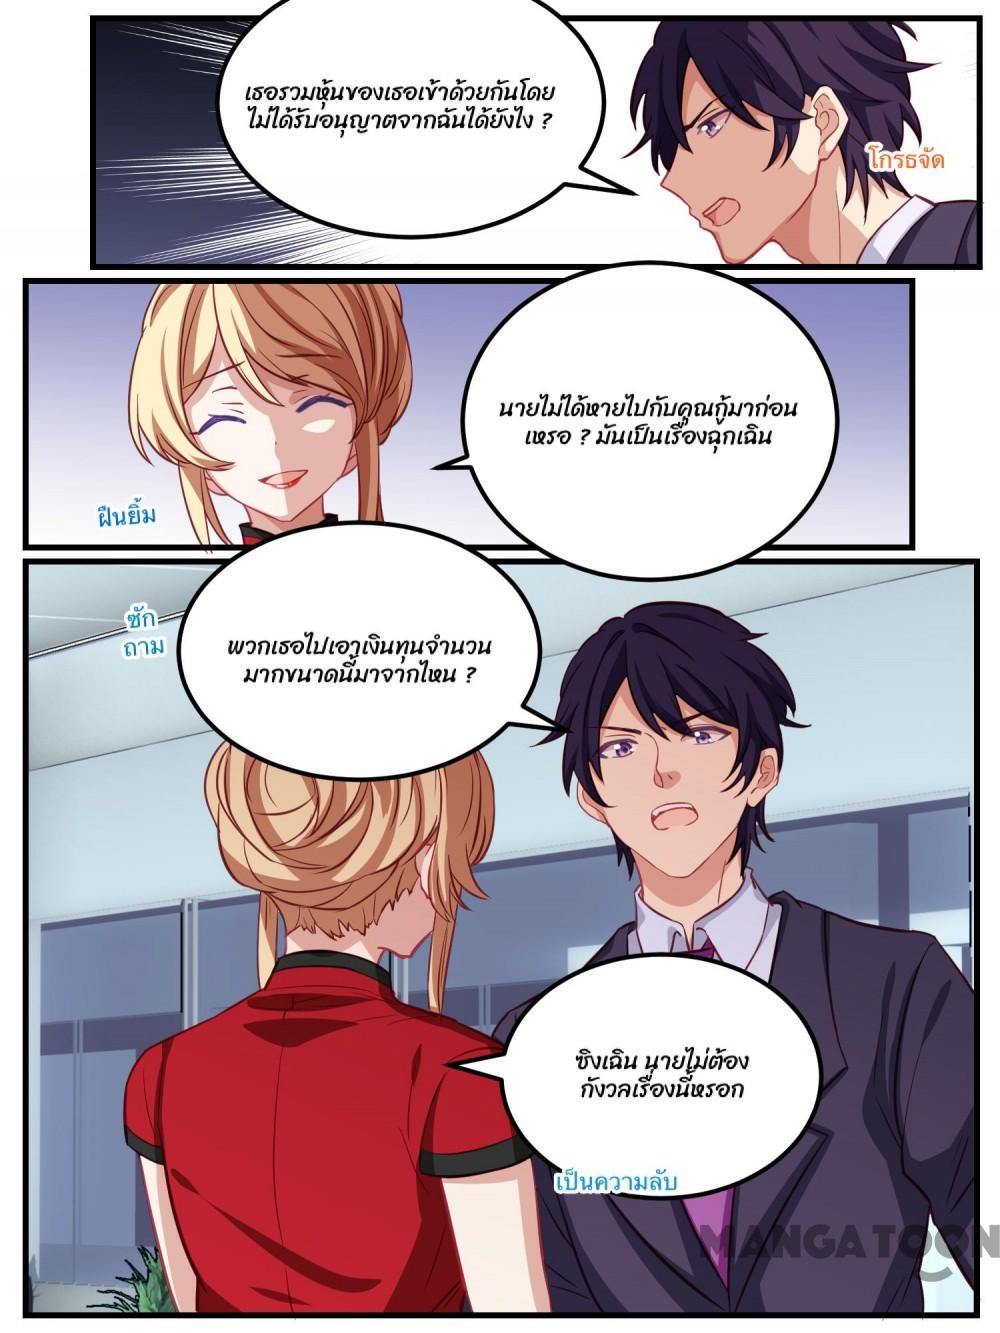 เธอรวมหุ้นของเธอเข้าด้วยกันโดย
ไม่ได้รับอนุญาตจากฉันได้ยังไง ?
โกรธจัด
นายไม่ได้หายไปกับคุณกู้มาก่อน
เหรอ ? มันเป็นเรื่องฉุกเฉิน
ฝืนยิ้ม
ซัก
ถาม
พวกเธอไปเอาเงินทุนจำนวน
มากขนาดนี้มาจากไหน ?
ซิงเฉิน นายไม่ต้อง
กังวลเรื่องนี้หรอก
เป็นความลับ
MANGATOON